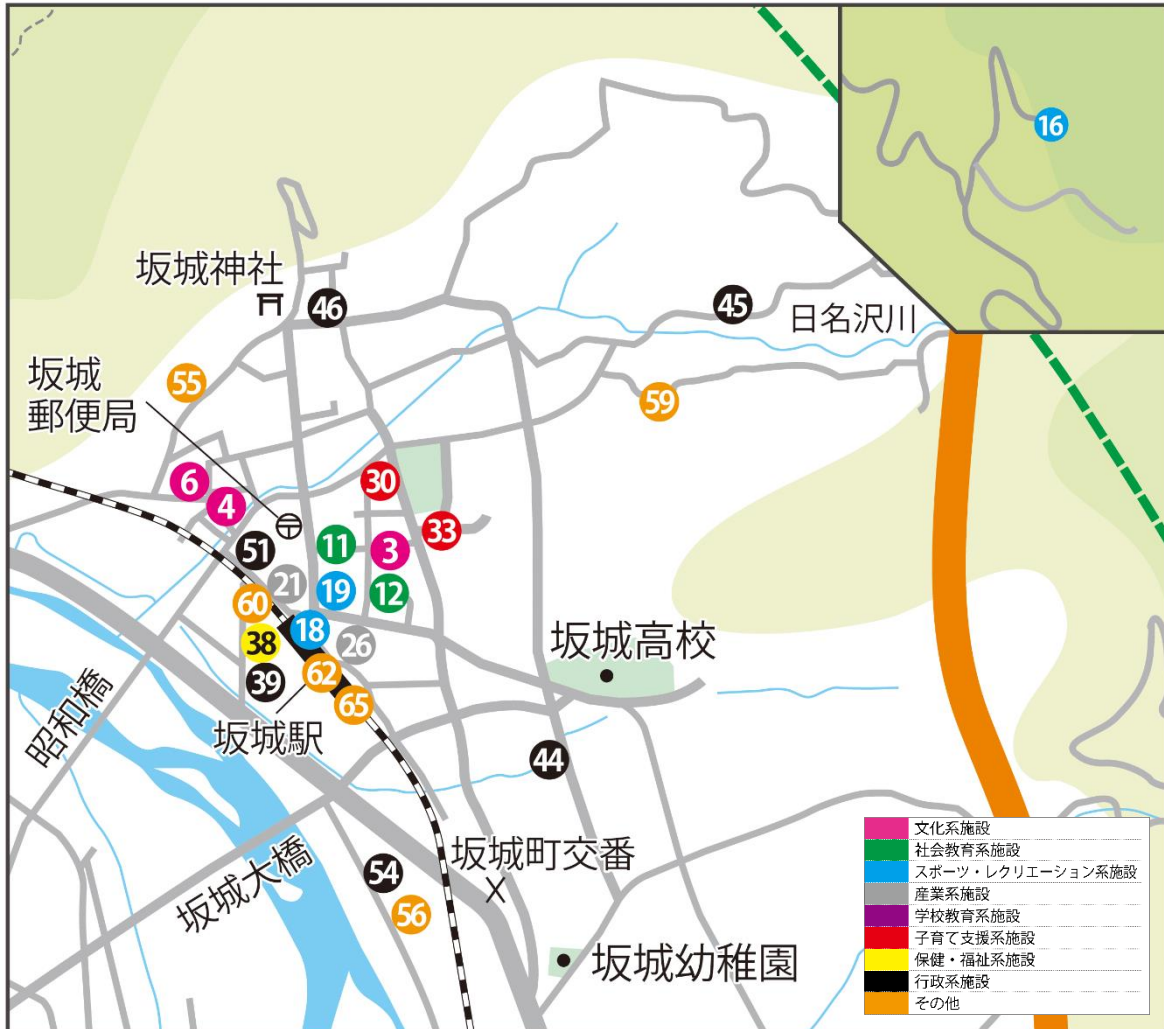 16
坂城神社
46
45
日名沢川
坂城
郵便局
55
59
6
4
30
33
51
11
3
21
19
12
60
18
38
26
39
62
65
坂城駅
坂城高校
昭和橋
44
坂城大橋
坂城町交番
54
56
坂城幼稚園
文化系施設
社会教育系施設
スポーツ・レクリエーション系施設
産業系施設
学校教育系施設
子育て支援系施設
保健・福祉系施設
行政系施設
その他